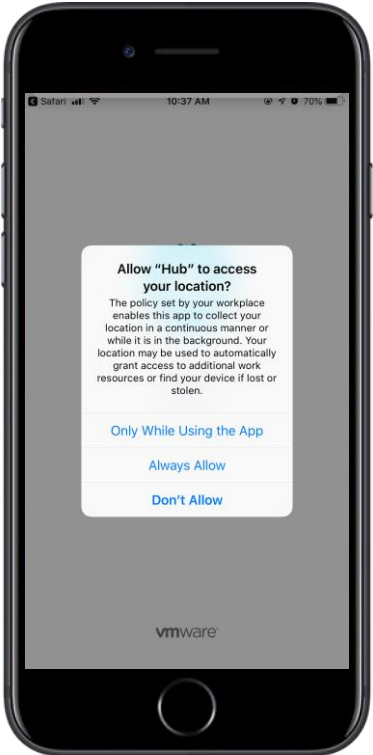 Safari 10:37 AM 70%
Allow “Hub” to access
your location?
The policy set by your workplace
enables this app to collect your
location in a continuous manner or
while it is in the background. Your
location may be used to automatically
grant access to additional work
resources or find your device if lost or
stolen.
Only While Using the App
Always Allow
Don’t Allow
vmware